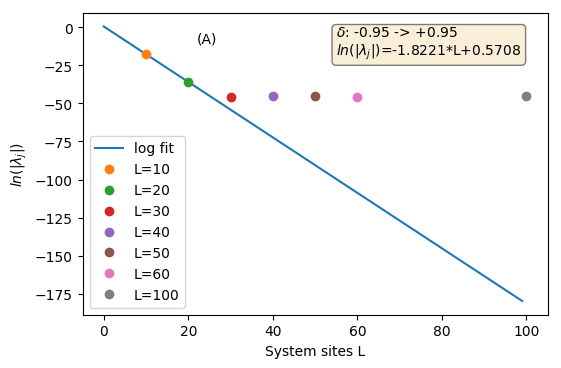 (A)
δ: -0.95 -> +0.95
ln(|λj|)=-1.8221*L+0.5708
0
−25
−50
−75
−100
−125
−150
−175
ln(|λj|)
log fit
L=10
L=20
L=30
L=40
L=50
L=60
L=100
0 20 40 60 80 100
System sites L